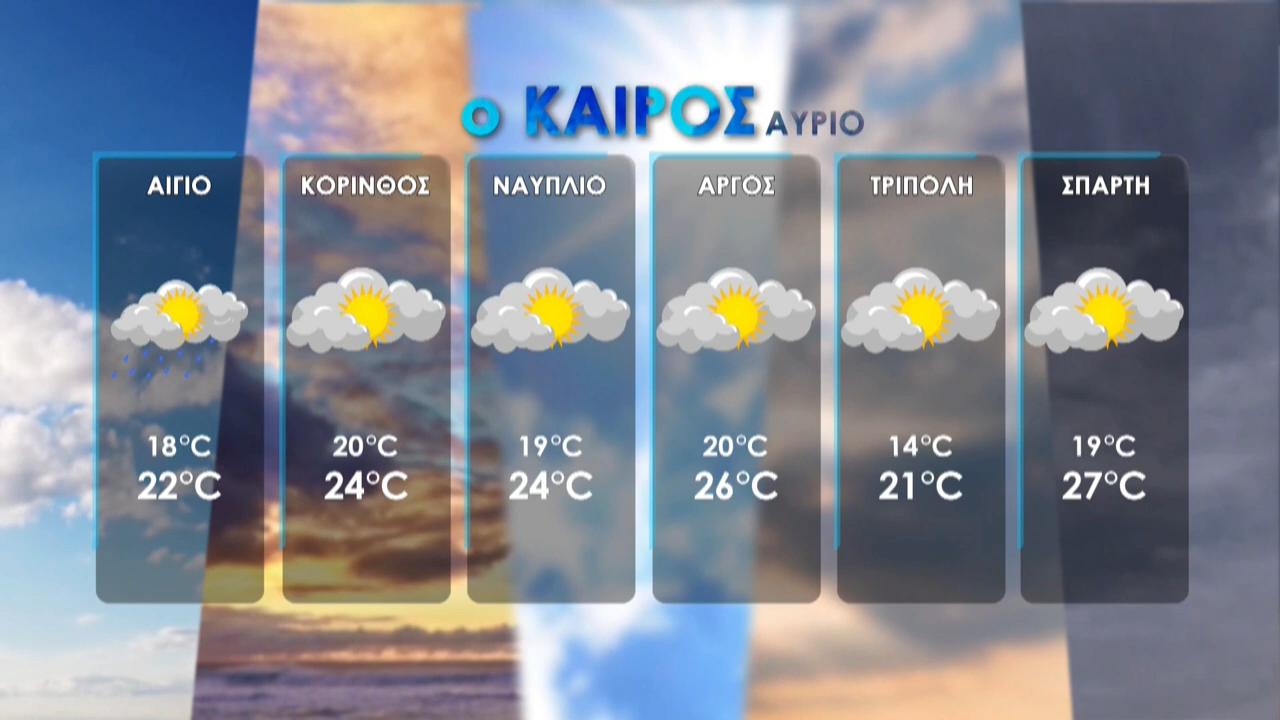 ο ΚΑΙΡΟΣ ΑΥΡΙΟ
ΑΙΓΙΟ
18°C
22°C
ΚΟΡΙΝΘΟΣ
20°C
24°C
ΝΑΥΠΛΙΟ
19°C
24°C
ΑΡΓΟΣ
20°C
26°C
ΤΡΙΠΟΛΗ
14°C
21°C
ΣΠΑΡΤΗ
19°C
27°C